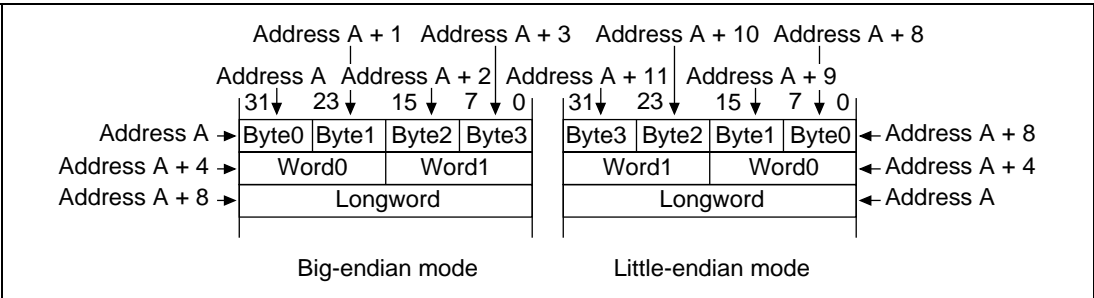 Address A + 1 Address A + 3 Address A + 10 Address A + 8
Address A Address A + 2 Address A + 11 Address A + 9
31 23 15 7 0 31 23 15 7 0
Address A Byte0 Byte1 Byte2 Byte3 Byte3 Byte2 Byte1 Byte0 Address A + 8
Address A + 4 Word0 Word1 Word1 Word0 Address A + 4
Address A + 8 Longword Longword Address A
Big-endian mode Little-endian mode